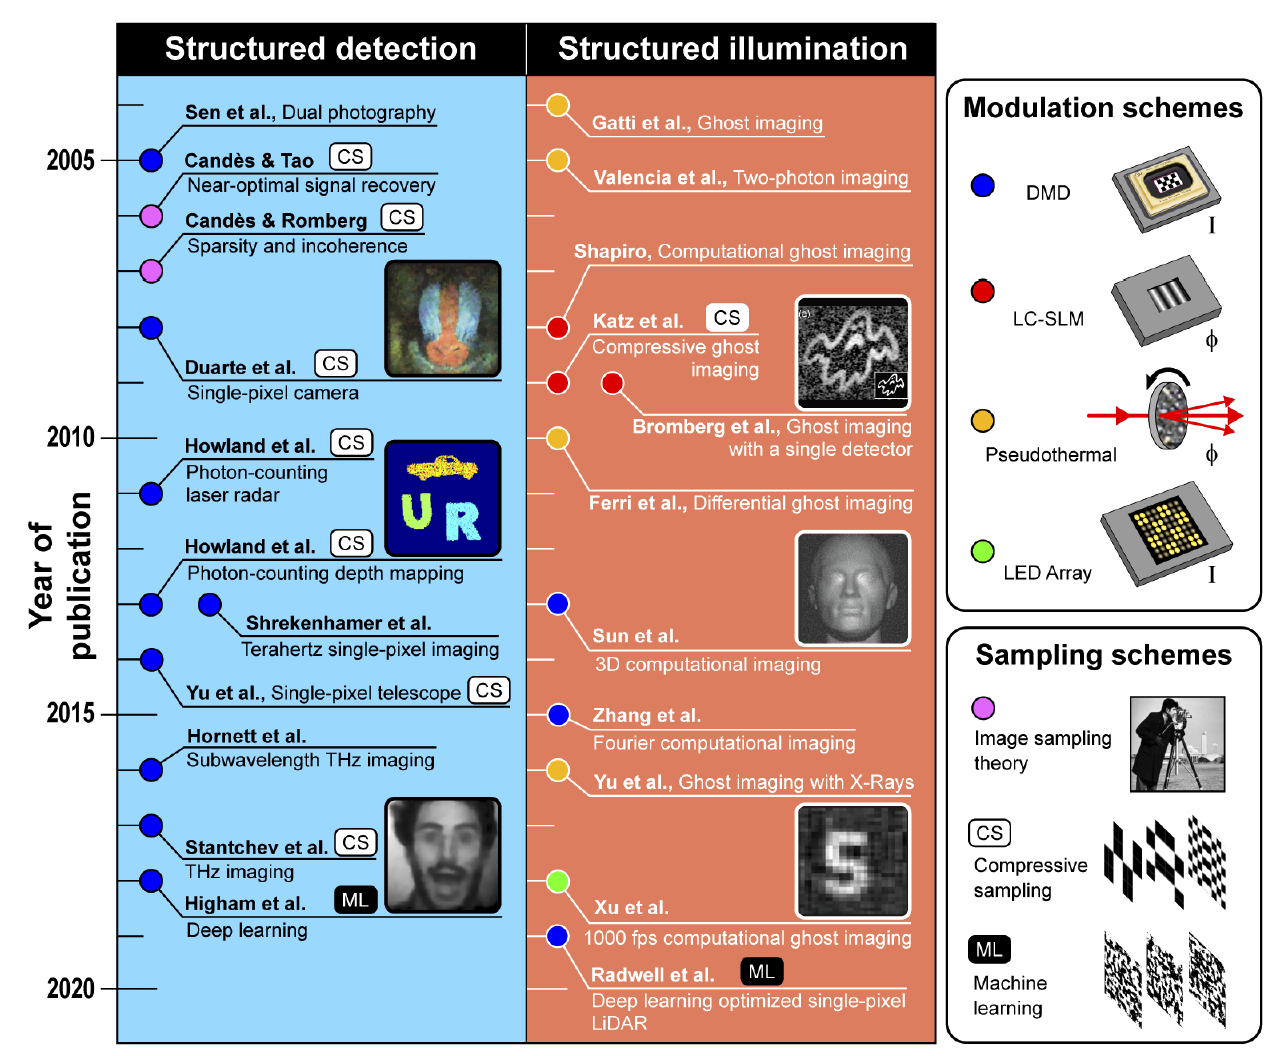 Structured detection
Structured illumination
Year of
publication
2005
2010
2015
2020
Sen et al., Dual photography
Candès & Tao CS
Near-optimal signal recovery
Candès & Romberg CS
Sparsity and incoherence
Duarte et al. CS
Single-pixel camera
Howland et al. CS
Photon-counting
laser radar
U R
Howland et al. CS
Photon-counting depth mapping
Shrekenhamer et al.
Terahertz single-pixel imaging
Yu et al., Single-pixel telescope CS
Hornett et al.
Subwavelength THz imaging
Stantchev et al. CS
THz imaging
Higham et al. ML
Deep learning
Gatti et al., Ghost imaging
Valencia et al., Two-photon imaging
Shapiro, Computational ghost imaging
Katz et al. CS
Compressive ghost
imaging
Bromberg et al., Ghost imaging
with a single detector
Ferri et al., Differential ghost imaging
Sun et al.
3D computational imaging
Zhang et al.
Fourier computational imaging
Yu et al., Ghost imaging with X-Rays
5
Xu et al.
1000 fps computational ghost imaging
Radwell et al. ML
Deep learning optimized single-pixel
LiDAR
Modulation schemes
DMD
I
LC-SLM
ϕ
Pseudothermal
ϕ
LED Array
I
Sampling schemes
Image sampling
theory
CS
Compressive
sampling
ML
Machine
learning